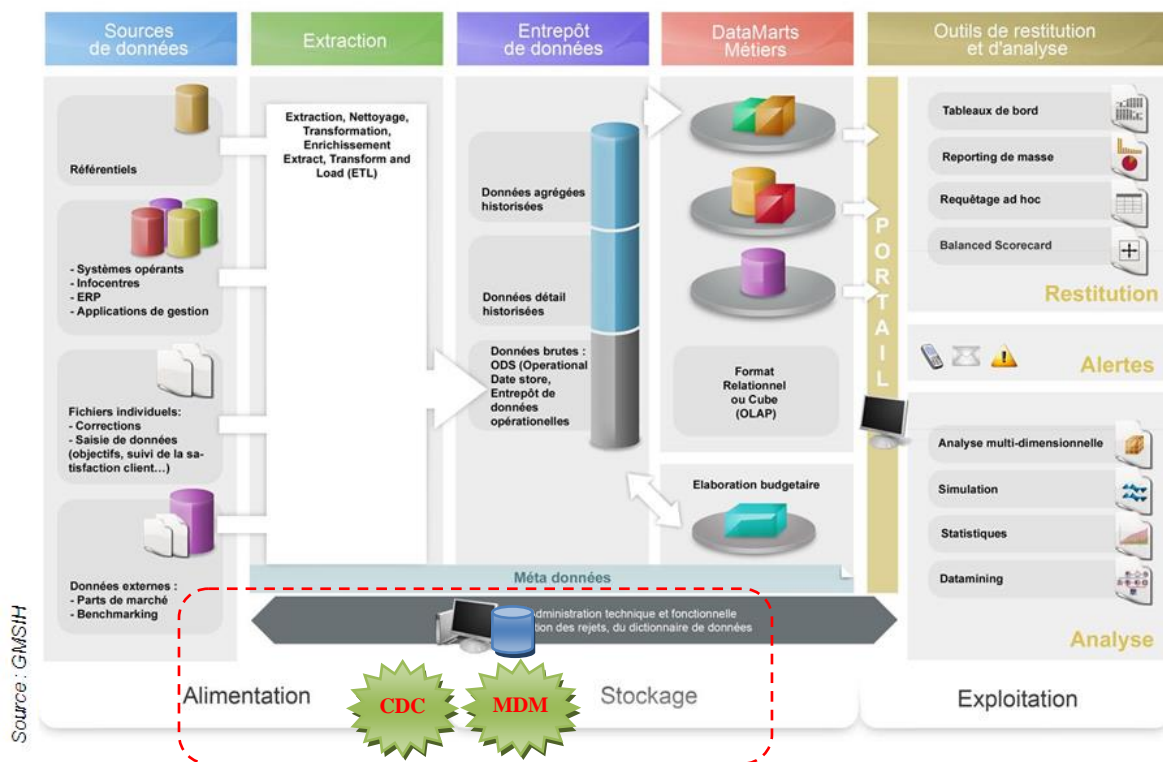 Sources
de données
Extraction
Entrepôt
de données
DataMarts
Métiers
Outils de restitution
et d'analyse
Référentiels
- Systèmes opérants
- Infocentres
- ERP
- Applications de gestion
Fichiers individuels:
- Corrections
- Saisie de données
(objectifs, suivi de la sa-
tisfaction client…)
Données externes :
- Parts de marché
- Benchmarking
Extraction, Nettoyage,
Transformation,
Enrichissement
Extract, Transform and
Load (ETL)
Données agrégées
historisées
Données détail
historisées
Données brutes :
ODS (Operational
Date store,
Entrepôt de
données
opérationelles
Format
Relationnel
ou Cube
(OLAP)
Elaboration budgetaire
PORTAIL
Tableaux de bord
Reporting de masse
Requêtage ad hoc
Balanced Scorecard
Restitution
Alertes
Analyse multi-dimensionnelle
Simulation
Statistiques
Datamining
Analyse
Méta données
dministration technique et fonctionnelle
tion des rejets, du dictionnaire de données
Alimentation
CDC
MDM
Stockage
Exploitation
Source : GMSIH